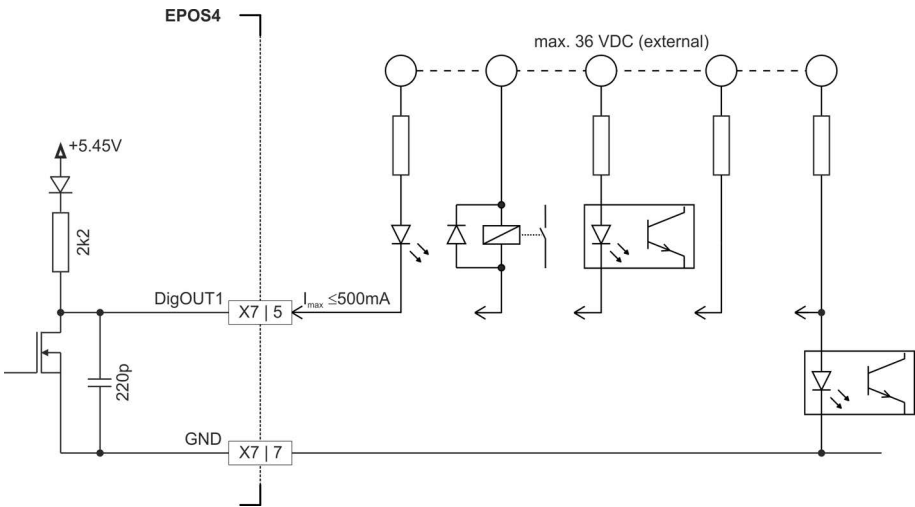 EPOS4
max. 36 VDC (external)
+5.45V
2k2
DigOUT1
X7 | 5
Imax ≤500mA
220p
GND
X7 | 7